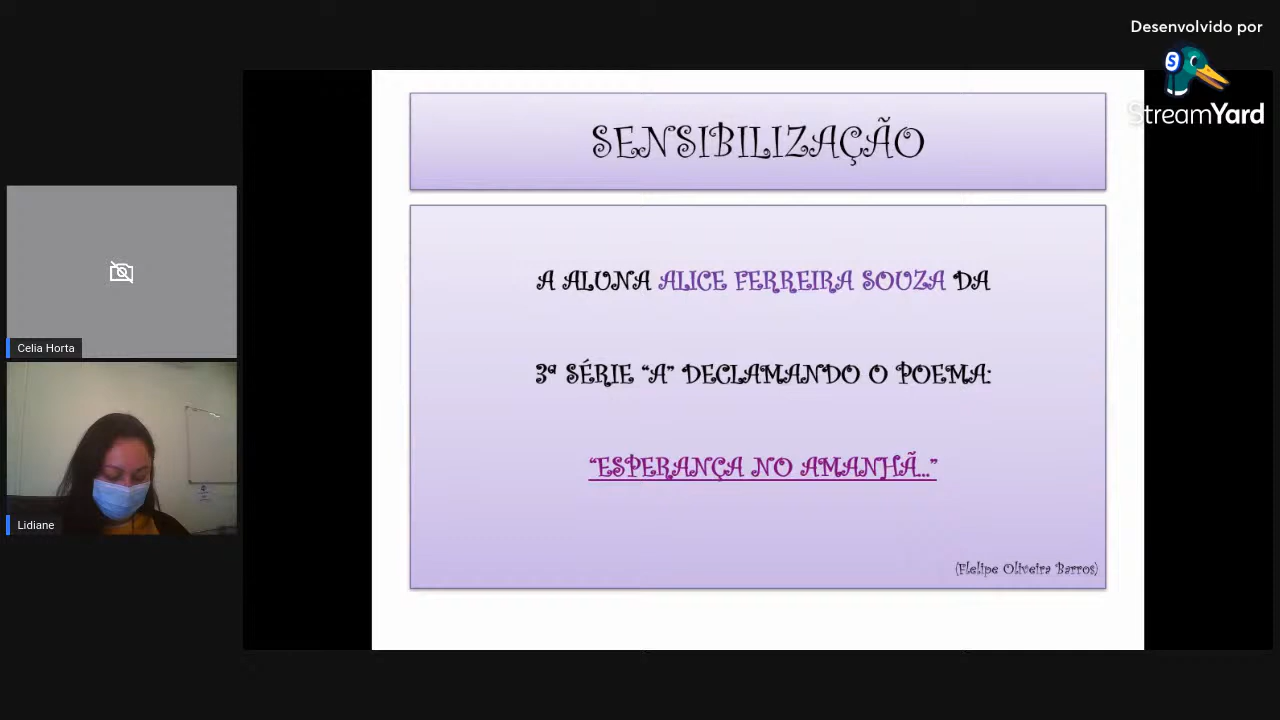 Desenvolvido por
StreamYard
SENSIBILIZAÇÃO
A ALUNA ALICE FERREIRA SOUZA DA
3ª SÉRIE “A” DECLAMANDO O POEMA:
“ESPERANÇA NO AMANHÃ...”
(Flelipe Oliveira Barros)
Celia Horta
Lidiane